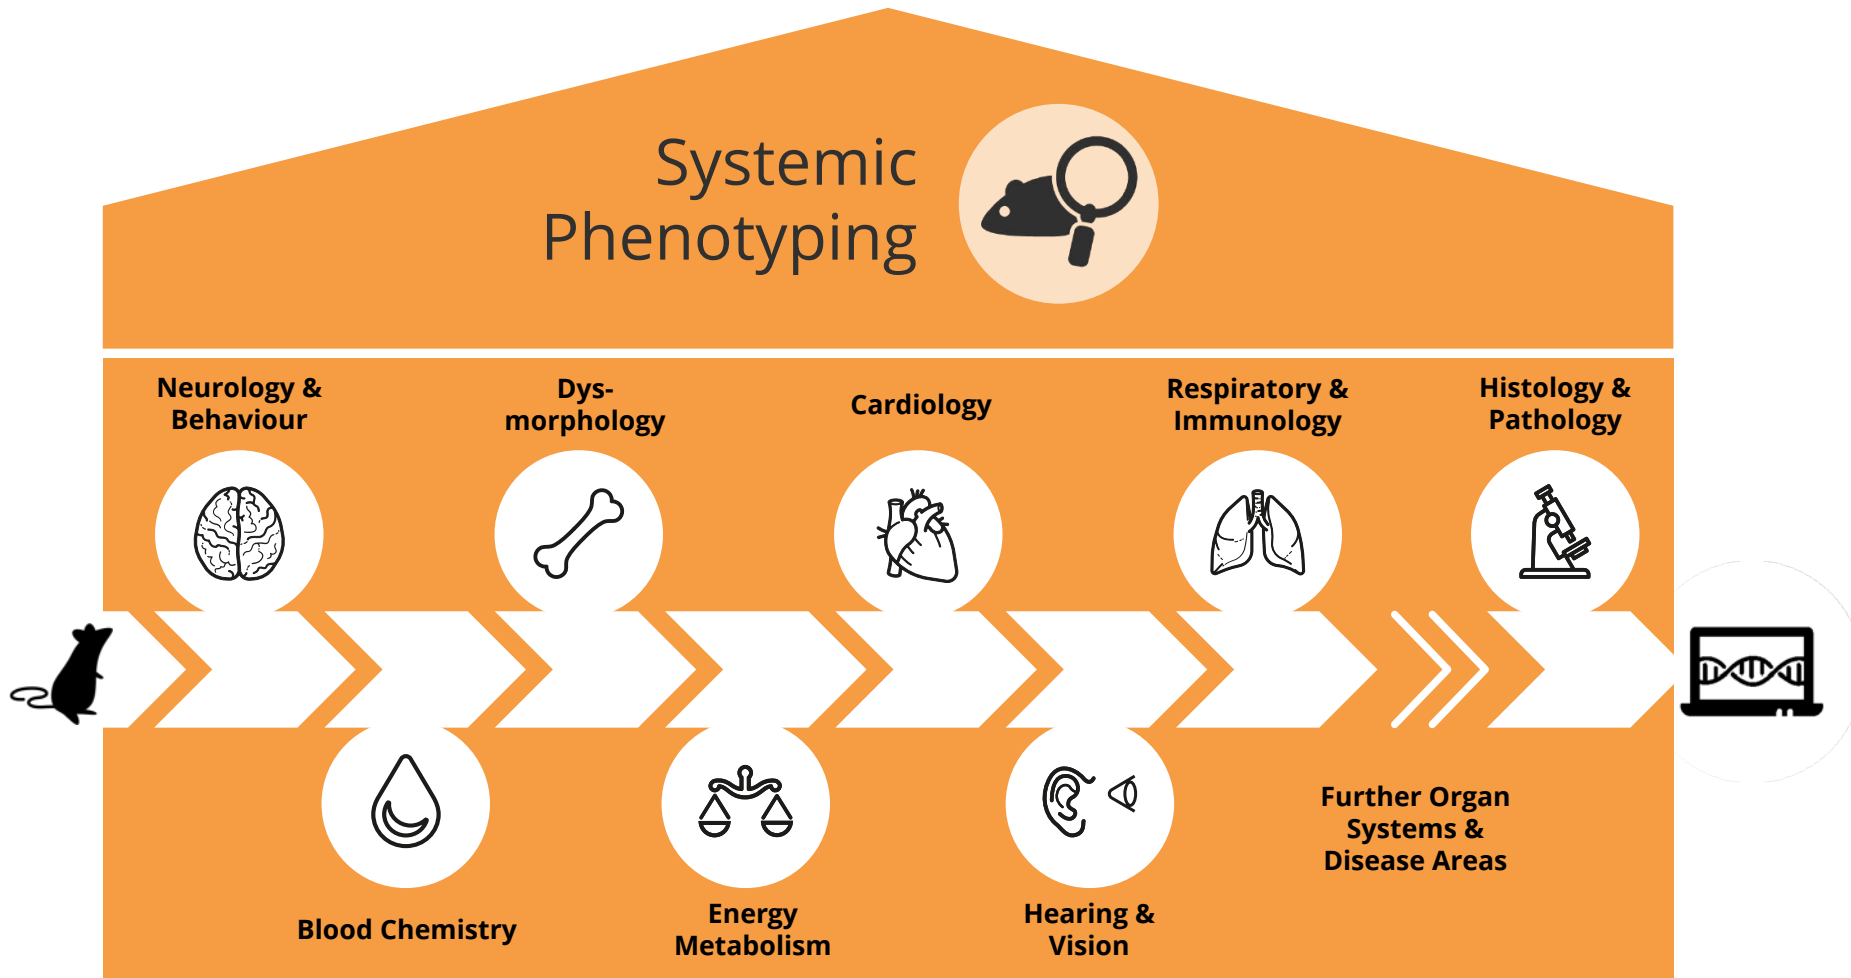 Systemic
Phenotyping
Neurology &
Behaviour
Dys-
morphology
Cardiology
Respiratory &
Immunology
Histology &
Pathology
Blood Chemistry
Energy
Metabolism
Hearing &
Vision
Further Organ
Systems &
Disease Areas